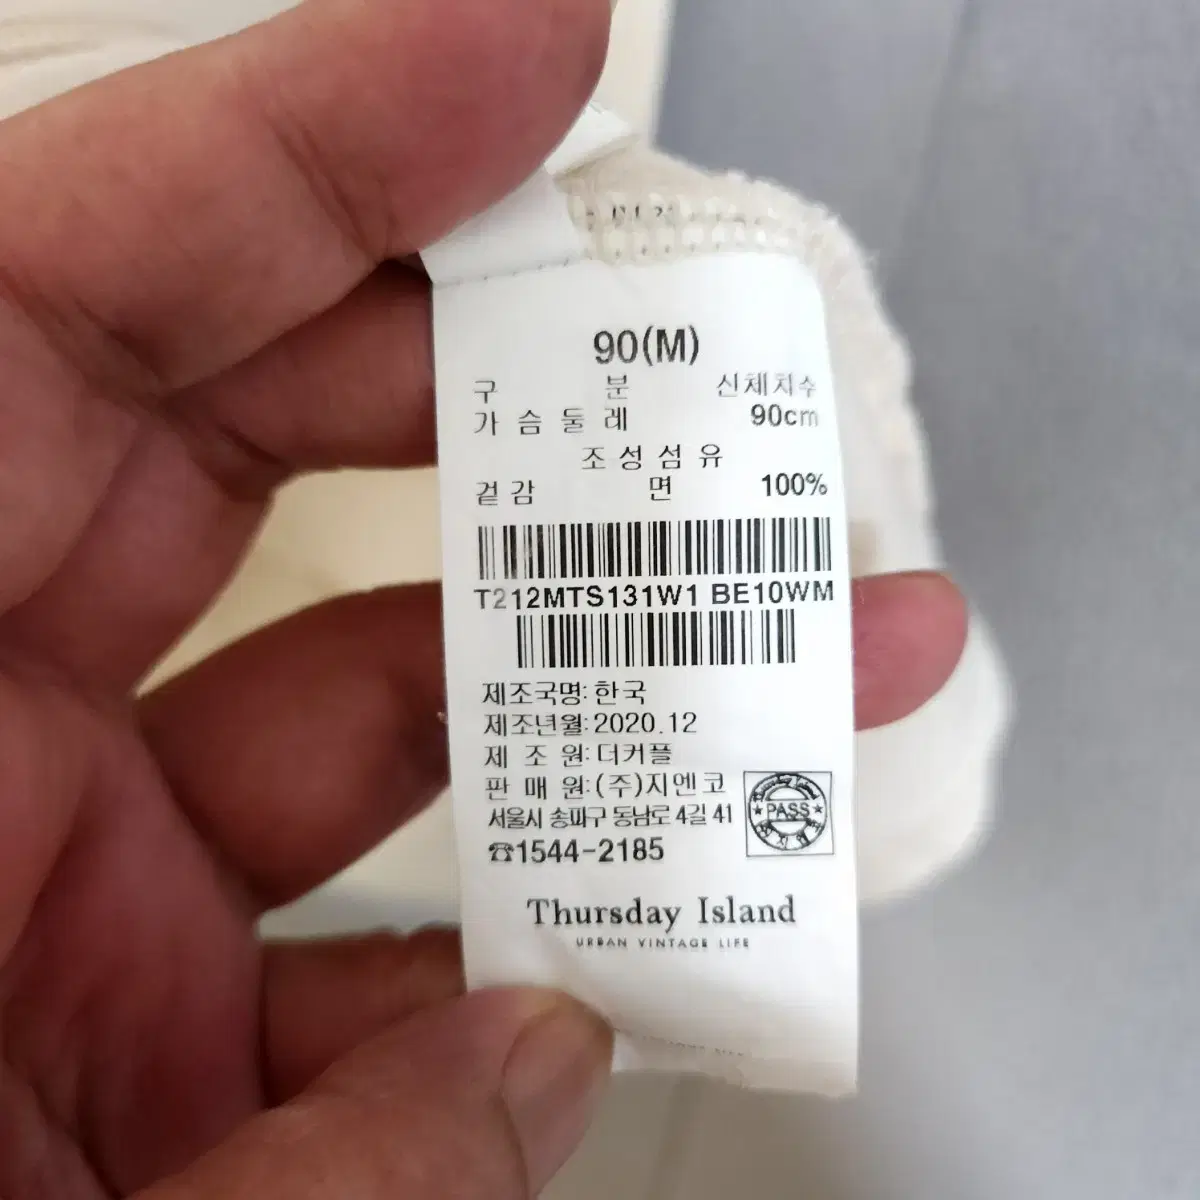 90(M)
구 분 신체치수
가슴둘레 90cm
조성섬유
겉감 면 100%
T212MTS131W1 BE10WM
제조국명: 한국
제조년월: 2020.12
제 조 원: 더커플
판 매 원: (주)지엔코
서울시 송파구 동남로 4길 41
☎1544-2185
PASS
Thursday Island
URBAN VINTAGE LIFE